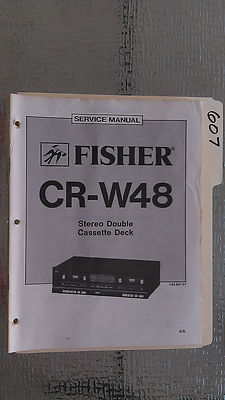 SERVICE MANUAL
607
FISHER
CR-W48
Stereo Double
Cassette Deck
U.S.